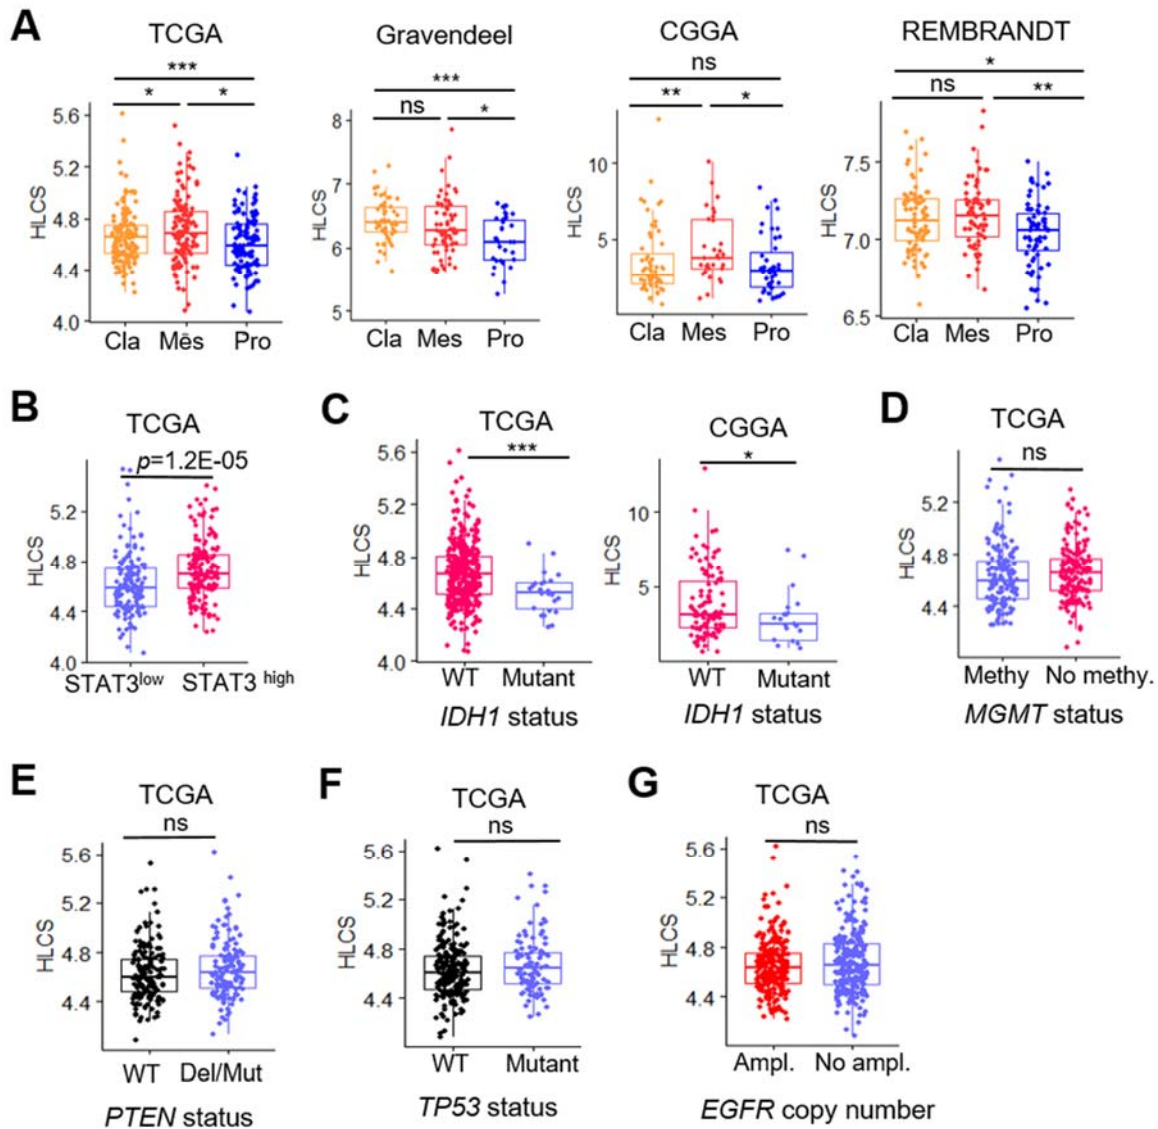 A
TCGA
***
* *
5.6
5.2
4.8
4.4
4.0
HLCS
Cla Mes Pro
Gravendeel
***
ns *
8
7
6
5
HLCS
Cla Mes Pro
CGGA
ns
** *
10
5
HLCS
Cla Mes Pro
REMBRANDT
*
ns **
7.5
7.0
6.5
HLCS
Cla Mes Pro
B
TCGA
p=1.2E-05
5.2
4.8
4.4
4.0
HLCS
STAT3low STAT3 high
C
TCGA
***
5.6
5.2
4.8
4.4
4.0
HLCS
WT Mutant
IDH1 status
CGGA
*
10
5
HLCS
WT Mutant
IDH1 status
D
TCGA
ns
5.2
4.8
4.4
HLCS
Methy No methy.
MGMT status
E
TCGA
ns
5.6
5.2
4.8
4.4
HLCS
WT Del/Mut
PTEN status
F
TCGA
ns
5.6
5.2
4.8
4.4
HLCS
WT Mutant
TP53 status
G
TCGA
ns
5.6
5.2
4.8
4.4
HLCS
Ampl. No ampl.
EGFR copy number